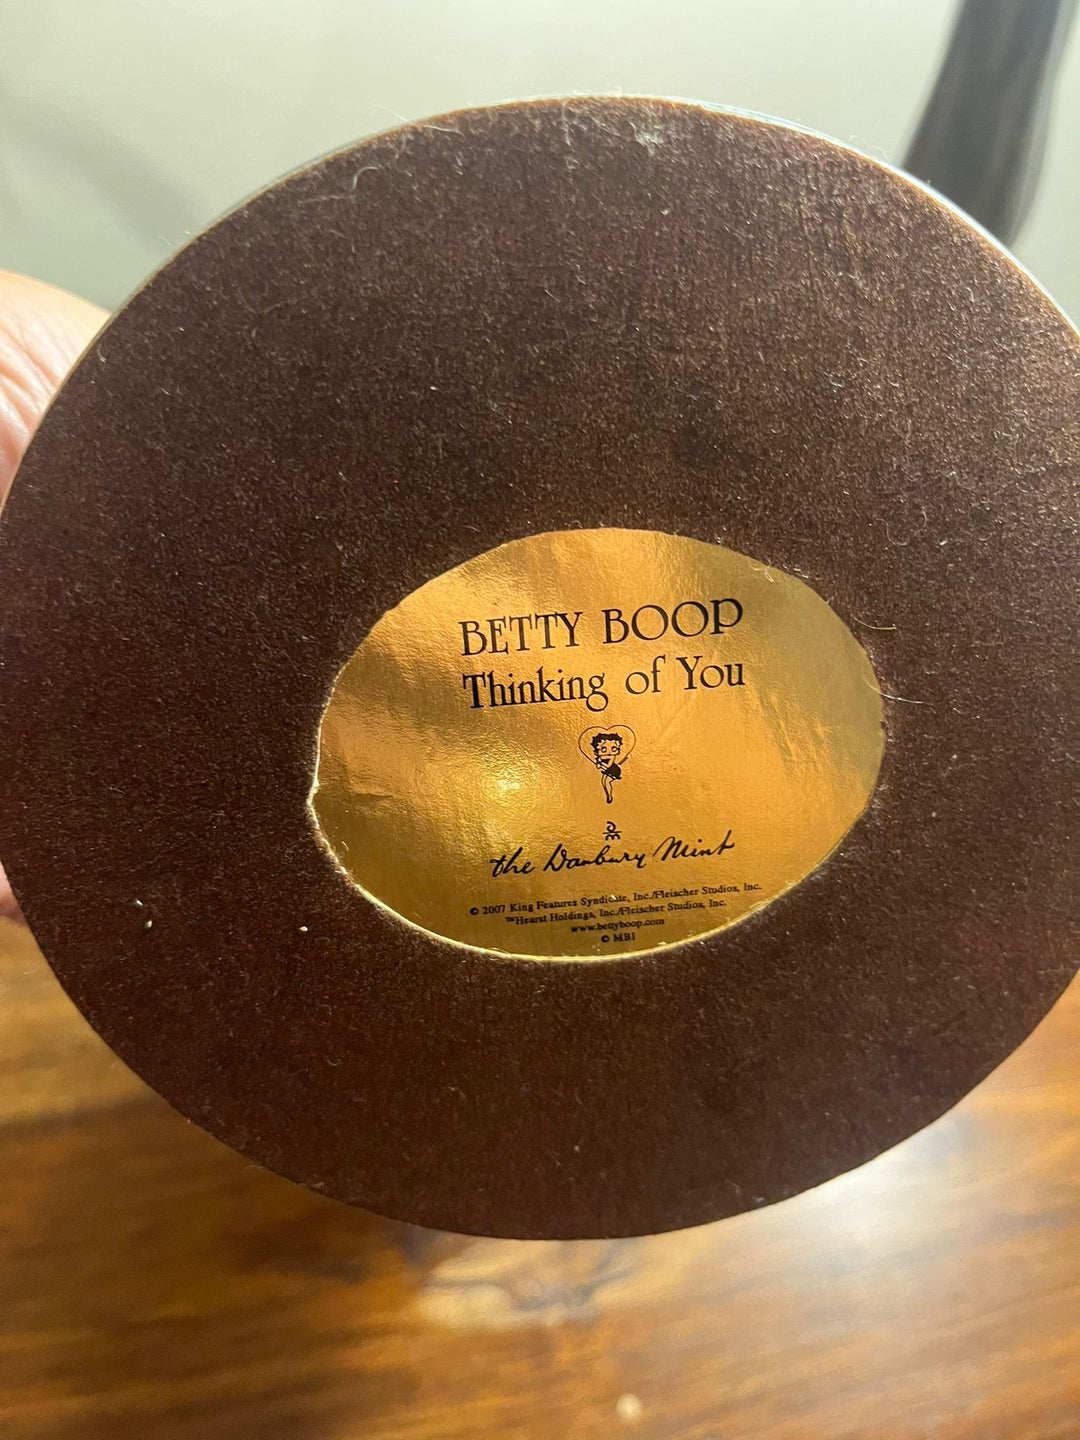 BETTY BOOP
Thinking of You
the Danbury Mint
© 2007 King Features Syndicate, Inc./Fleischer Studios, Inc.
™Hearst Holdings, Inc./Fleischer Studios, Inc.
www.bettyboop.com
© MBI